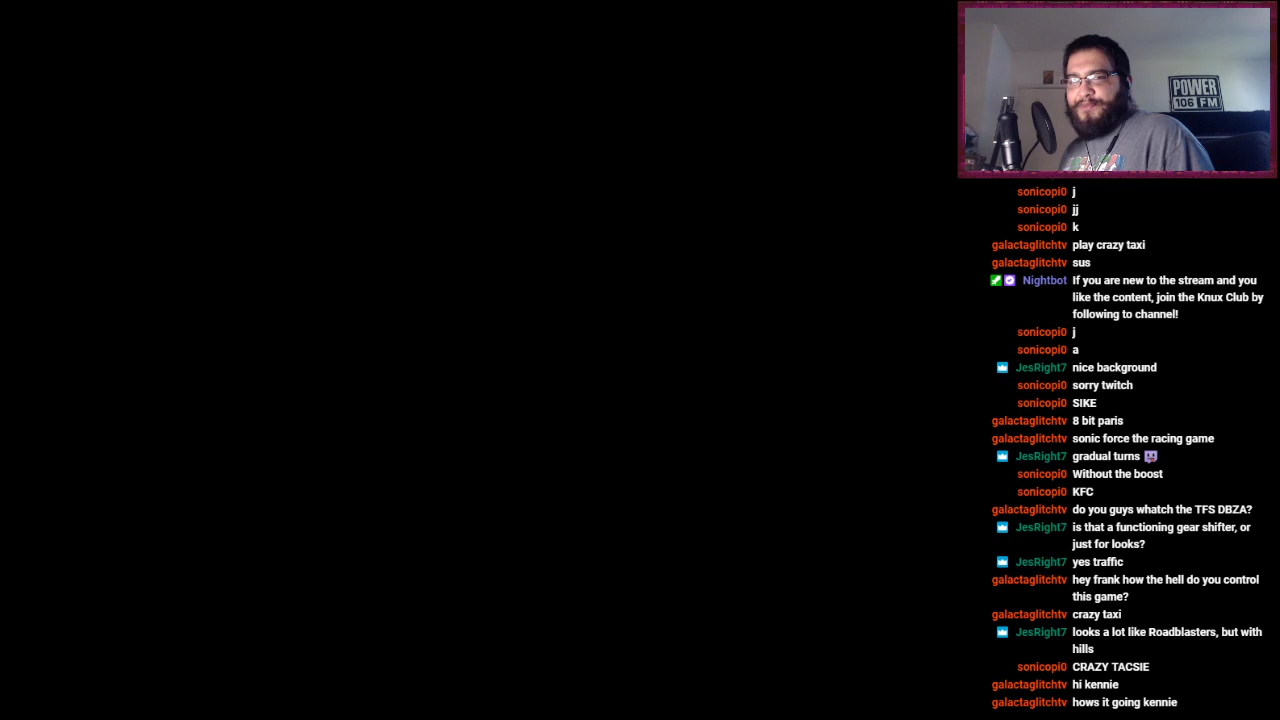 POWER
106 FM
sonicopi0 j
sonicopi0 jj
sonicopi0 k
galactaglitchtv play crazy taxi
galactaglitchtv sus
Nightbot If you are new to the stream and you
like the content, join the Knux Club by
following to channel!
sonicopi0 j
sonicopi0 a
JesRight7 nice background
sonicopi0 sorry twitch
sonicopi0 SIKE
galactaglitchtv 8 bit paris
galactaglitchtv sonic force the racing game
JesRight7 gradual turns
sonicopi0 Without the boost
sonicopi0 KFC
galactaglitchtv do you guys whatch the TFS DBZA?
JesRight7 is that a functioning gear shifter, or
just for looks?
JesRight7 yes traffic
galactaglitchtv hey frank how the hell do you control
this game?
galactaglitchtv crazy taxi
JesRight7 looks a lot like Roadblasters, but with
hills
sonicopi0 CRAZY TACSIE
galactaglitchtv hi kennie
galactaglitchtv hows it going kennie